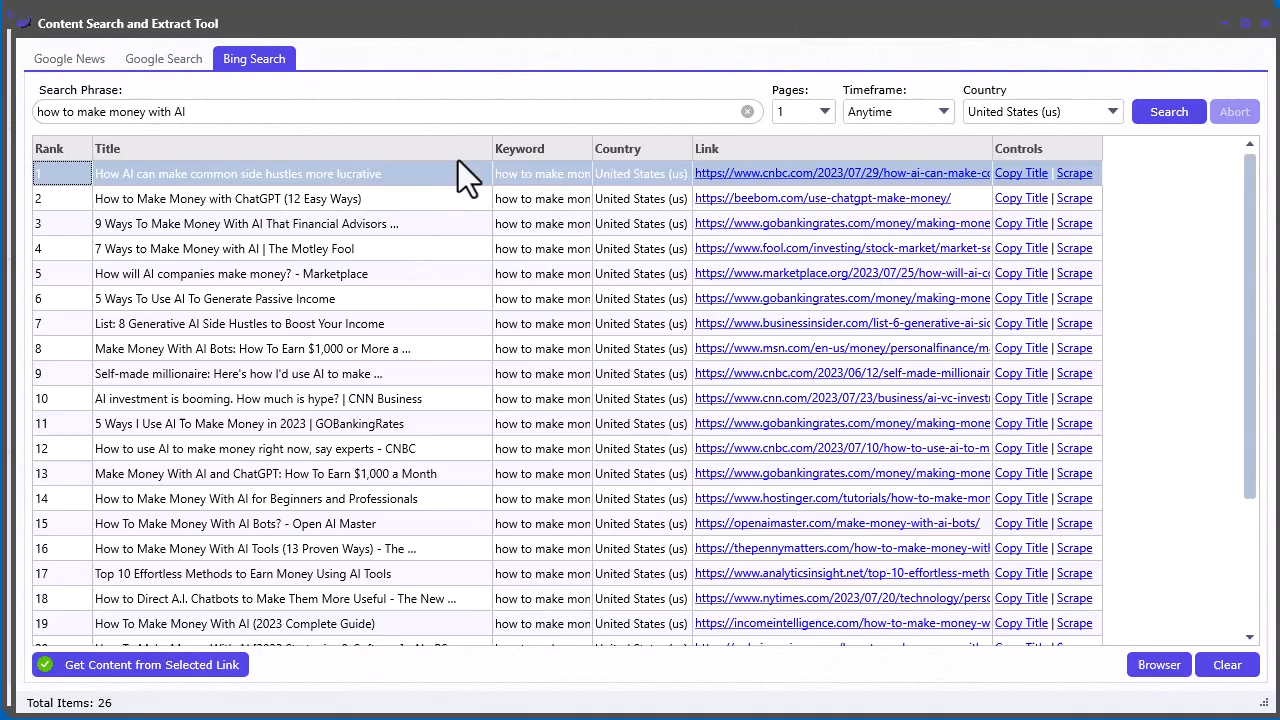 Content Search and Extract Tool
Google News Google Search Bing Search
Search Phrase: Pages: Timeframe: Country
how to make money with AI 1 Anytime United States (us) Search Abort
Rank Title Keyword Country Link Controls
1 How AI can make common side hustles more lucrative how to make mon United States (us) https://www.cnbc.com/2023/07/29/how-ai-can-make-co Copy Title | Scrape
2 How to Make Money with ChatGPT (12 Easy Ways) how to make mon United States (us) https://beebom.com/use-chatgpt-make-money/ Copy Title | Scrape
3 9 Ways To Make Money With AI That Financial Advisors ... how to make mon United States (us) https://www.gobankingrates.com/money/making-mone Copy Title | Scrape
4 7 Ways to Make Money with AI | The Motley Fool how to make mon United States (us) https://www.fool.com/investing/stock-market/market-se Copy Title | Scrape
5 How will AI companies make money? - Marketplace how to make mon United States (us) https://www.marketplace.org/2023/07/25/how-will-ai-co Copy Title | Scrape
6 5 Ways To Use AI To Generate Passive Income how to make mon United States (us) https://www.gobankingrates.com/money/making-mone Copy Title | Scrape
7 List: 8 Generative AI Side Hustles to Boost Your Income how to make mon United States (us) https://www.businessinsider.com/list-6-generative-ai-sid Copy Title | Scrape
8 Make Money With AI Bots: How To Earn $1,000 or More a ... how to make mon United States (us) https://www.msn.com/en-us/money/personalfinance/m Copy Title | Scrape
9 Self-made millionaire: Here's how I'd use AI to make ... how to make mon United States (us) https://www.cnbc.com/2023/06/12/self-made-millionair Copy Title | Scrape
10 AI investment is booming. How much is hype? | CNN Business how to make mon United States (us) https://www.cnn.com/2023/07/23/business/ai-vc-invest Copy Title | Scrape
11 5 Ways I Use AI To Make Money in 2023 | GOBankingRates how to make mon United States (us) https://www.gobankingrates.com/money/making-mone Copy Title | Scrape
12 How to use AI to make money right now, say experts - CNBC how to make mon United States (us) https://www.cnbc.com/2023/07/10/how-to-use-ai-to-m Copy Title | Scrape
13 Make Money With AI and ChatGPT: How To Earn $1,000 a Month how to make mon United States (us) https://www.gobankingrates.com/money/making-mone Copy Title | Scrape
14 How to Make Money With AI for Beginners and Professionals how to make mon United States (us) https://www.hostinger.com/tutorials/how-to-make-mon Copy Title | Scrape
15 How To Make Money With AI Bots? - Open AI Master how to make mon United States (us) https://openaimaster.com/make-money-with-ai-bots/ Copy Title | Scrape
16 How to Make Money With AI Tools (13 Proven Ways) - The ... how to make mon United States (us) https://thepennymatters.com/how-to-make-money-witl Copy Title | Scrape
17 Top 10 Effortless Methods to Earn Money Using AI Tools how to make mon United States (us) https://www.analyticsinsight.net/top-10-effortless-meth Copy Title | Scrape
18 How to Direct A.I. Chatbots to Make Them More Useful - The New ... how to make mon United States (us) https://www.nytimes.com/2023/07/20/technology/perso Copy Title | Scrape
19 How to Make Money With AI (2023 Complete Guide) how to make mon United States (us) https://incomeintelligence.com/how-to-make-money-w Copy Title | Scrape
Get Content from Selected Link Browser Clear
Total Items: 26